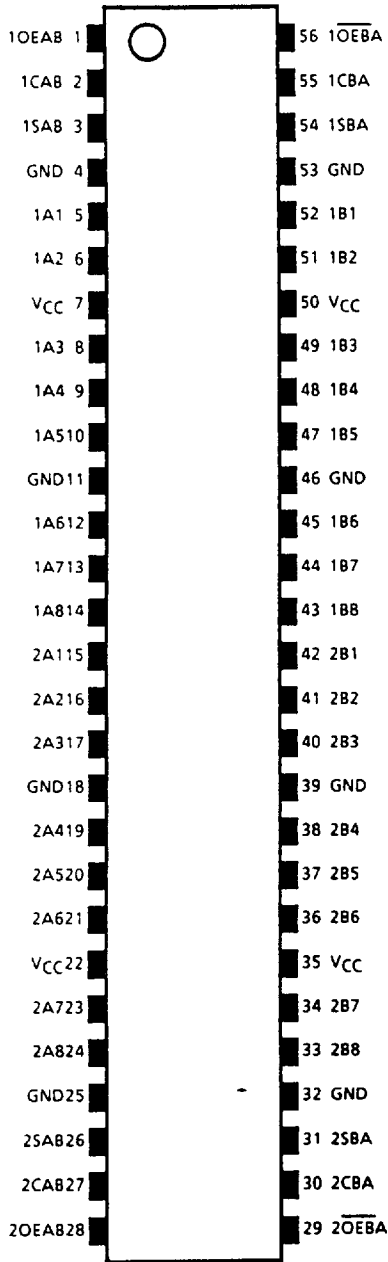 1OEAB 1 56 1O̅E̅B̅A̅
1CAB 2 55 1CBA
1SAB 3 54 1SBA
GND 4 53 GND
1A1 5 52 1B1
1A2 6 51 1B2
VCC 7 50 VCC
1A3 8 49 1B3
1A4 9 48 1B4
1A510 47 1B5
GND11 46 GND
1A612 45 1B6
1A713 44 1B7
1A814 43 1B8
2A115 42 2B1
2A216 41 2B2
2A317 40 2B3
GND18 39 GND
2A419 38 2B4
2A520 37 2B5
2A621 36 2B6
VCC22 35 VCC
2A723 34 2B7
2A824 33 2B8
GND25 32 GND
2SAB26 31 2SBA
2CAB27 30 2CBA
2OEAB28 29 2O̅E̅B̅A̅